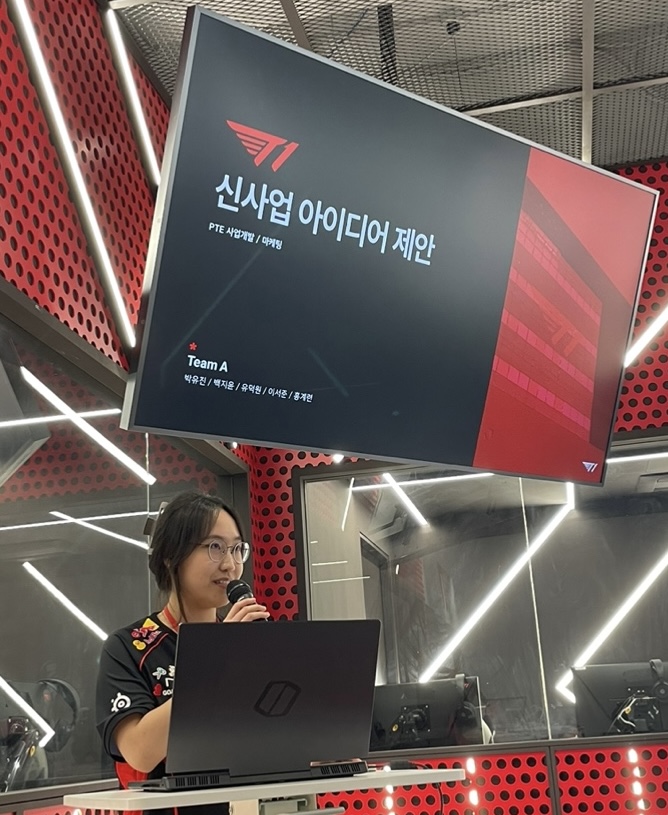 T1
신사업 아이디어 제안
PTE 사업개발 / 마케팅
Team A
박유진 / 백지윤 / 유덕원 / 이서준 / 홍계련